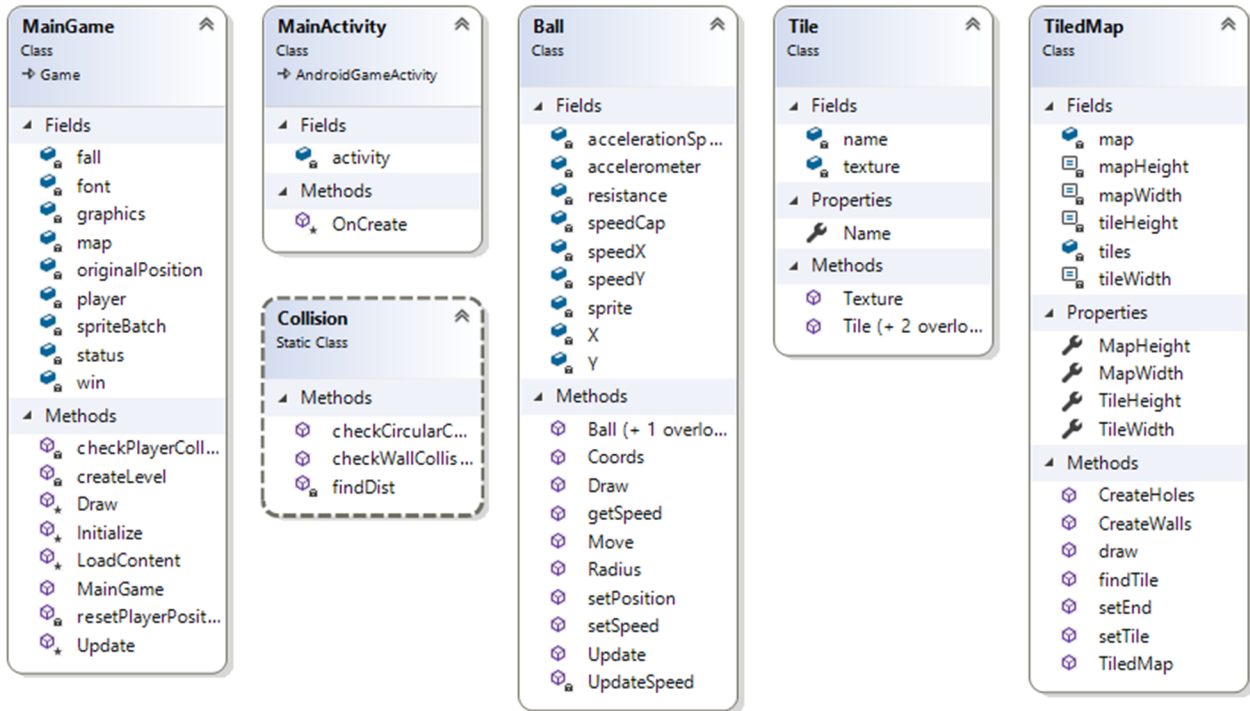 MainGame
Class
Game
Fields
fall
font
graphics
map
originalPosition
player
spriteBatch
status
win
Methods
checkPlayerColl...
createLevel
Draw
Initialize
LoadContent
MainGame
resetPlayerPosit...
Update
MainActivity
Class
AndroidGameActivity
Fields
activity
Methods
OnCreate
Collision
Static Class
Methods
checkCircularC...
checkWallCollis...
findDist
Ball
Class
Fields
accelerationSp...
accelerometer
resistance
speedCap
speedX
speedY
sprite
X
Y
Methods
Ball (+ 1 overlo...
Coords
Draw
getSpeed
Move
Radius
setPosition
setSpeed
Update
UpdateSpeed
Tile
Class
Fields
name
texture
Properties
Name
Methods
Texture
Tile (+ 2 overlo...
TiledMap
Class
Fields
map
mapHeight
mapWidth
tileHeight
tiles
tileWidth
Properties
MapHeight
MapWidth
TileHeight
TileWidth
Methods
CreateHoles
CreateWalls
draw
findTile
setEnd
setTile
TiledMap